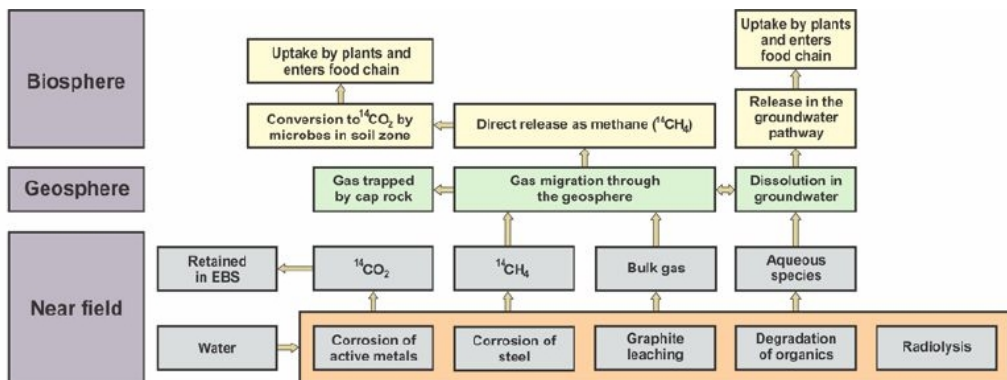 Biosphere
Uptake by plants and
enters food chain
Uptake by plants
and enters
food chain
Conversion to ¹⁴CO₂ by
microbes in soil zone
Direct release as methane (¹⁴CH₄)
Release in the
groundwater
pathway
Geosphere
Gas trapped
by cap rock
Gas migration through
the geosphere
Dissolution in
groundwater
Near field
Retained
in EBS
¹⁴CO₂
¹⁴CH₄
Bulk gas
Aqueous
species
Water
Corrosion of
active metals
Corrosion of
steel
Graphite
leaching
Degradation
of organics
Radiolysis